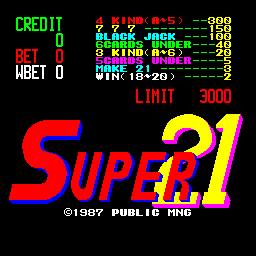 CREDIT
0
BET 0
WBET 0
4 KIND(A~5)---300
7 7 7--------150
BLACK JACK----100
6CARDS UNDER---40
3 KIND(A~6)----20
5CARDS UNDER----5
MAKE 21---------3
WIN(18~20)------2
LIMIT 3000
SUPER 21
©1987 PUBLIC MNG